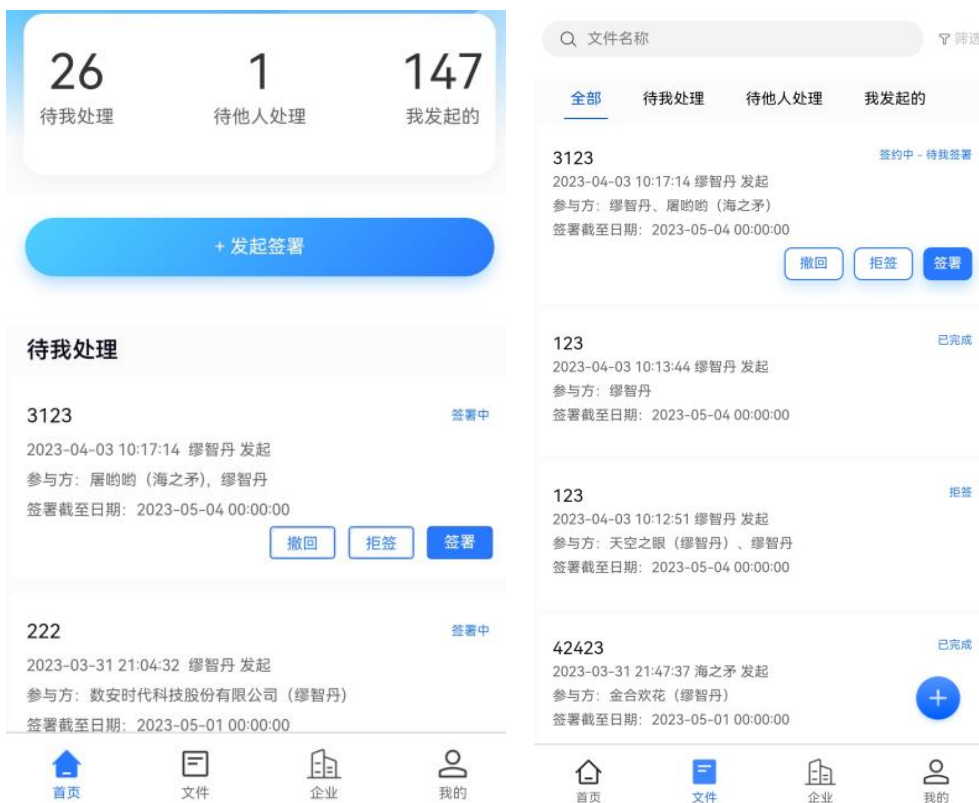 26
1
147
待我处理
待他人处理
我发起的
+ 发起签署
待我处理
3123
签署中
2023-04-03 10:17:14 缪智丹 发起
参与方：屠哟哟（海之矛），缪智丹
签署截至日期：2023-05-04 00:00:00
撤回
拒签
签署
222
签署中
2023-03-31 21:04:32 缪智丹 发起
参与方：数安时代科技股份有限公司（缪智丹）
签署截至日期：2023-05-01 00:00:00
首页
文件
企业
我的
文件名称
筛选
全部
待我处理
待他人处理
我发起的
3123
签约中 - 待我签署
2023-04-03 10:17:14 缪智丹 发起
参与方：缪智丹、屠哟哟（海之矛）
签署截至日期：2023-05-04 00:00:00
撤回
拒签
签署
123
已完成
2023-04-03 10:13:44 缪智丹 发起
参与方：缪智丹
签署截至日期：2023-05-04 00:00:00
123
拒签
2023-04-03 10:12:51 缪智丹 发起
参与方：天空之眼（缪智丹）、缪智丹
签署截至日期：2023-05-04 00:00:00
42423
已完成
2023-03-31 21:47:37 海之矛 发起
参与方：金合欢花（缪智丹）
签署截至日期：2023-05-01 00:00:00
首页
文件
企业
我的